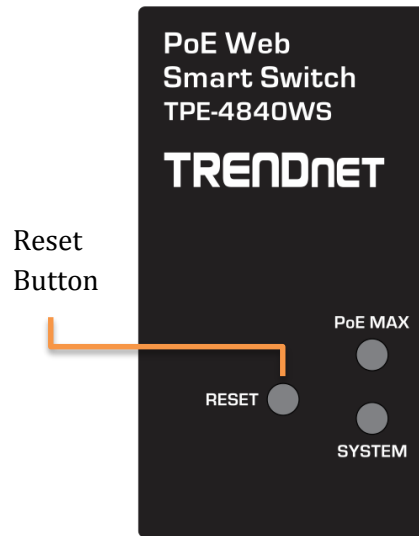 PoE Web
Smart Switch
TPE-4840WS
TRENDnET
Reset
Button
PoE MAX
RESET
SYSTEM